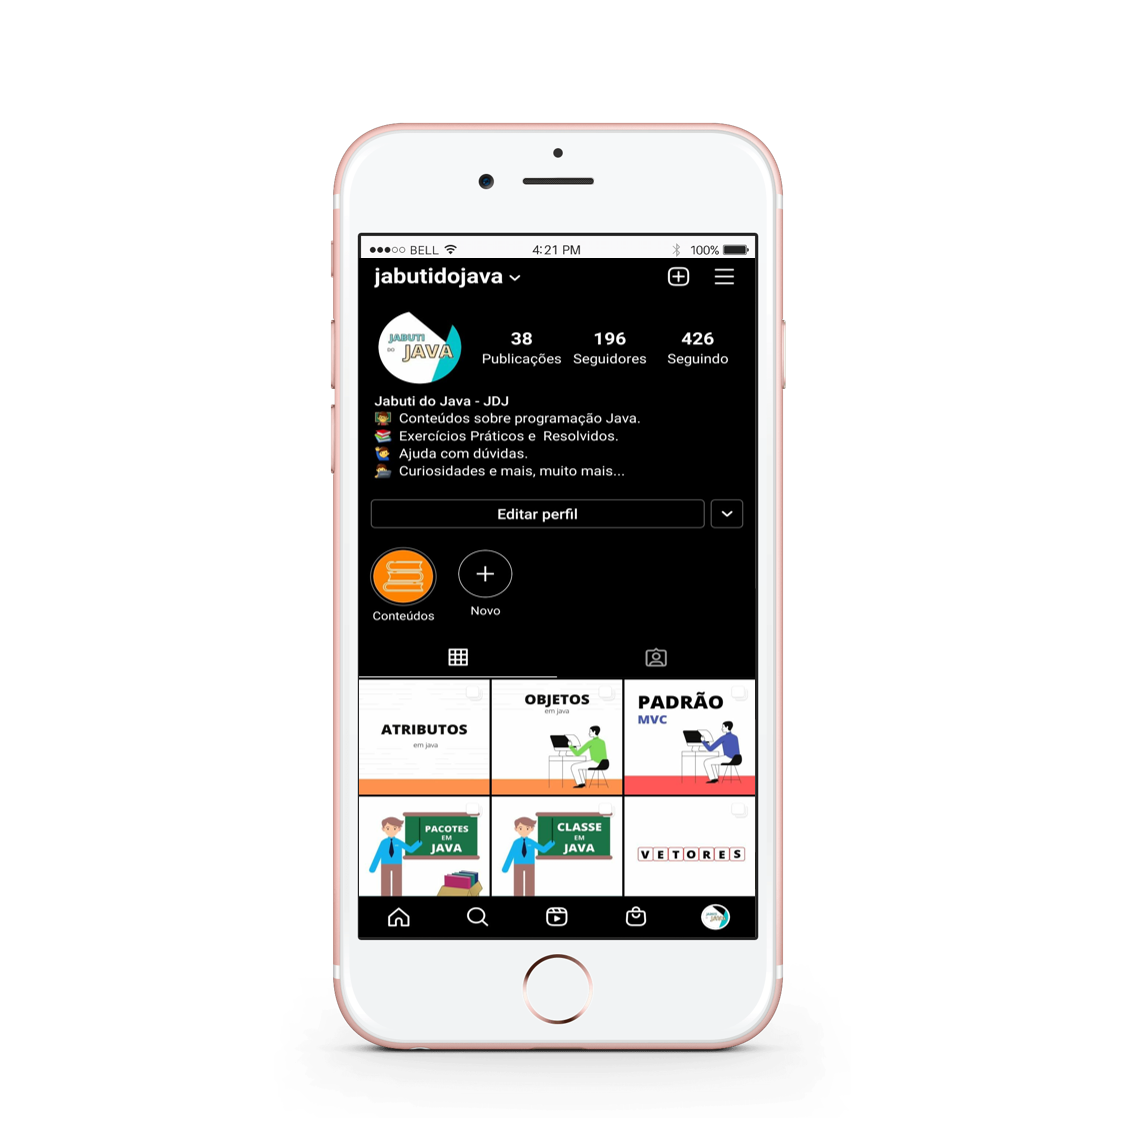 BELL
4:21 PM
100%
jabutidojava
JABUTI
DO
JAVA
38
Publicações
196
Seguidores
426
Seguindo
Jabuti do Java - JDJ
Conteúdos sobre programação Java.
Exercícios Práticos e  Resolvidos.
Ajuda com dúvidas.
Curiosidades e mais, muito mais...
Editar perfil
Conteúdos
Novo
ATRIBUTOS
em java
OBJETOS
em java
PADRÃO
MVC
PACOTES
EM
JAVA
CLASSE
EM
JAVA
VETORES